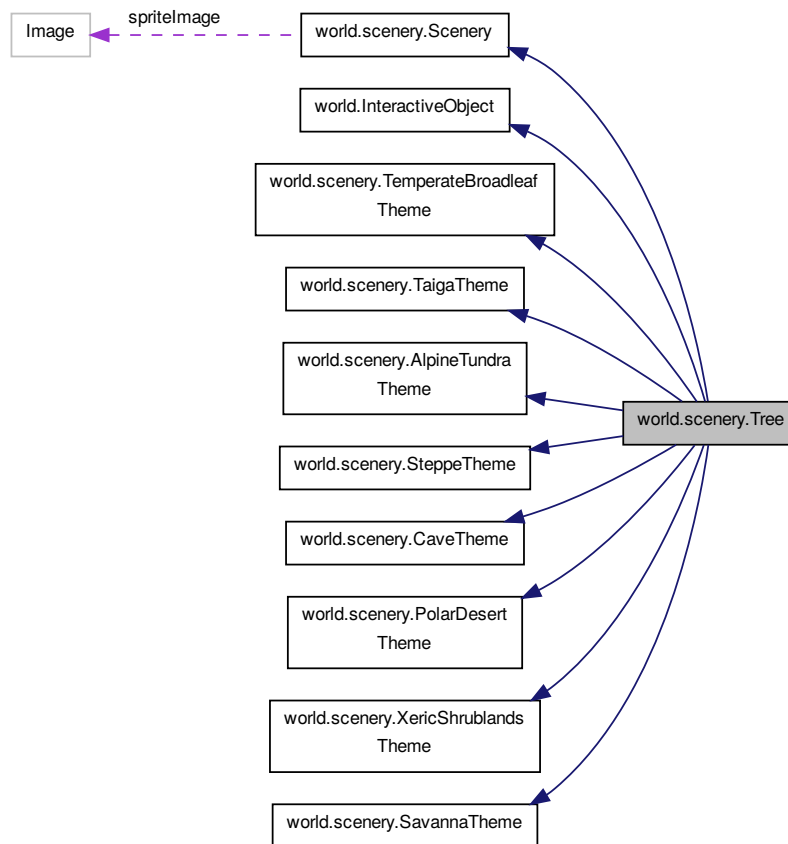 Image
spriteImage
world.scenery.Scenery
world.InteractiveObject
world.scenery.TemperateBroadleaf
Theme
world.scenery.TaigaTheme
world.scenery.AlpineTundra
Theme
world.scenery.Tree
world.scenery.SteppeTheme
world.scenery.CaveTheme
world.scenery.PolarDesert
Theme
world.scenery.XericShrublands
Theme
world.scenery.SavannaTheme